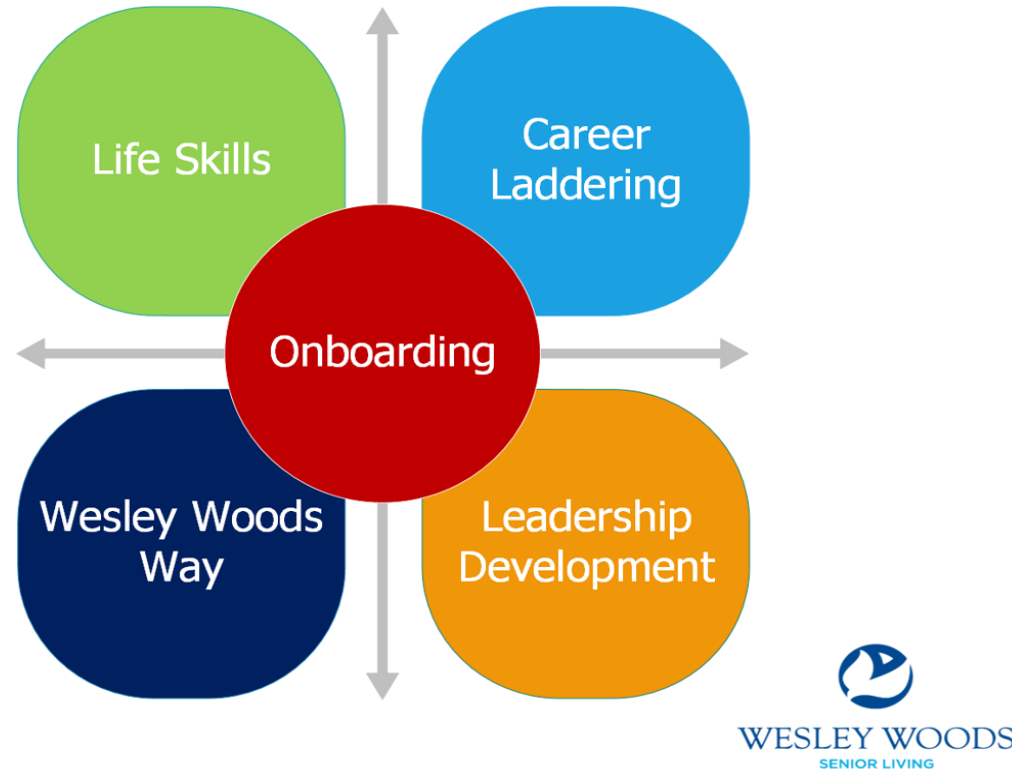 Life Skills
Career
Laddering
Onboarding
Wesley Woods
Way
Leadership
Development
WESLEY WOODS
SENIOR LIVING